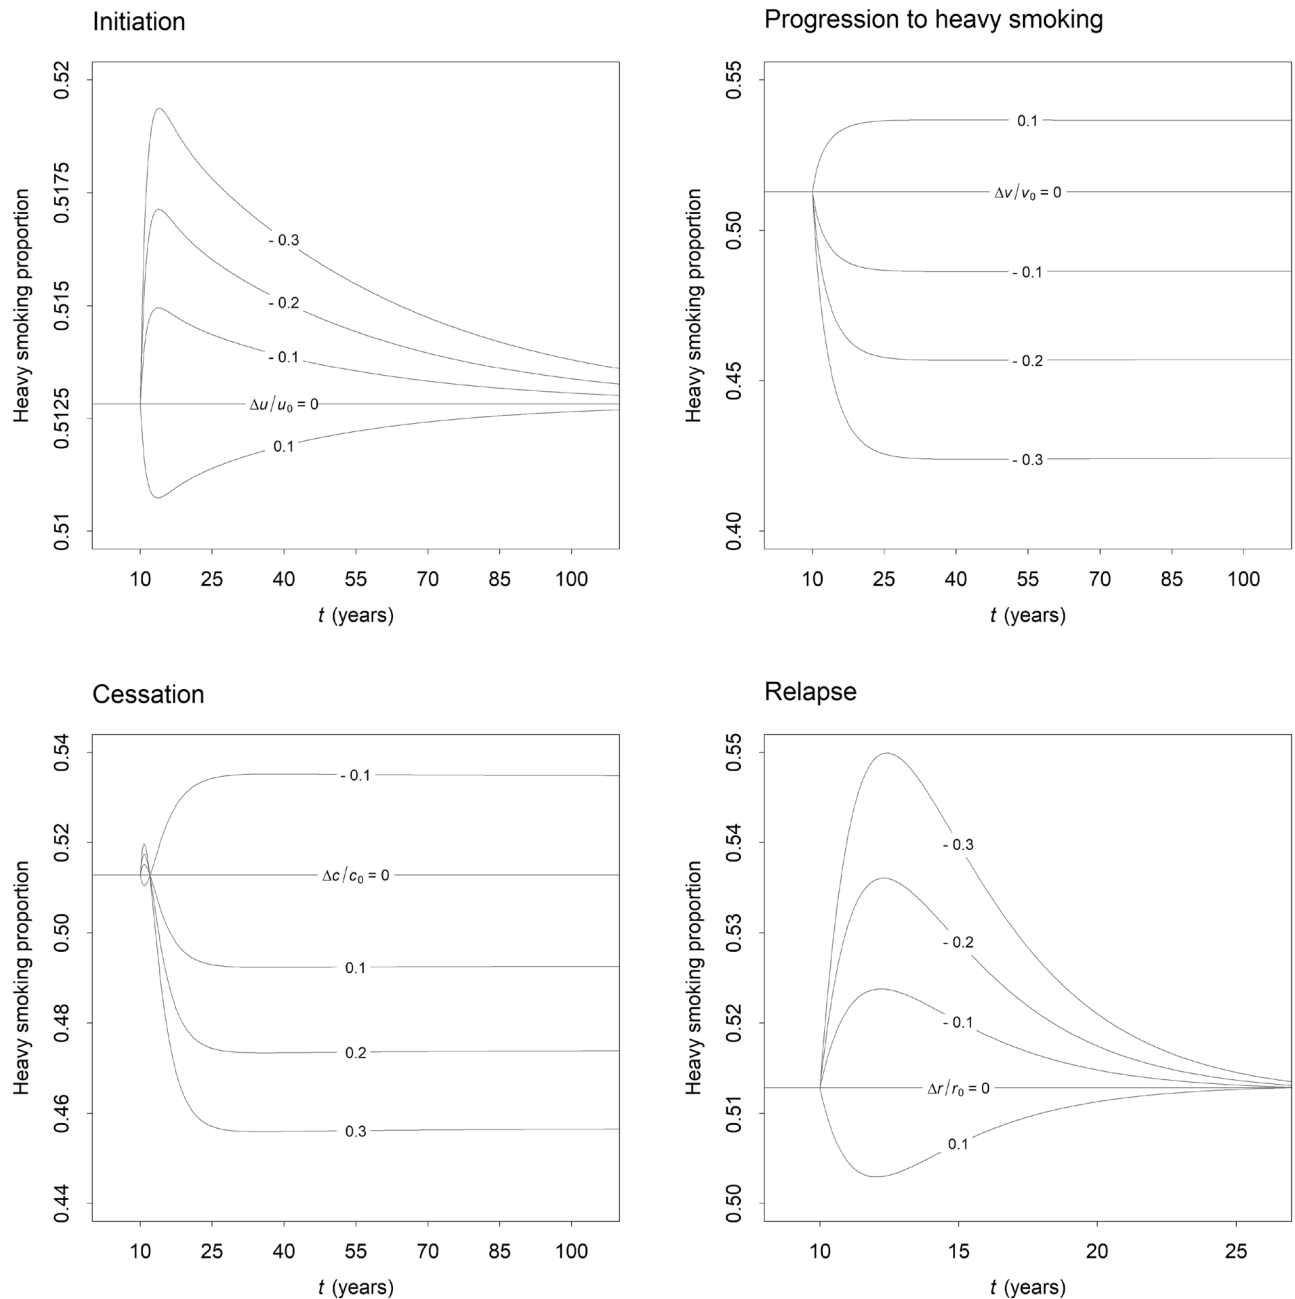 Initiation
Heavy smoking proportion
0.52
0.5175
0.515
0.5125
0.51
- 0.3
- 0.2
- 0.1
Δu/u0 = 0
0.1
10 25 40 55 70 85 100
t (years)
Progression to heavy smoking
Heavy smoking proportion
0.55
0.50
0.45
0.40
0.1
Δv/v0 = 0
- 0.1
- 0.2
- 0.3
10 25 40 55 70 85 100
t (years)
Cessation
Heavy smoking proportion
0.54
0.52
0.50
0.48
0.46
0.44
- 0.1
Δc/c0 = 0
0.1
0.2
0.3
10 25 40 55 70 85 100
t (years)
Relapse
Heavy smoking proportion
0.55
0.54
0.53
0.52
0.51
0.50
- 0.3
- 0.2
- 0.1
Δr/r0 = 0
0.1
10 15 20 25
t (years)